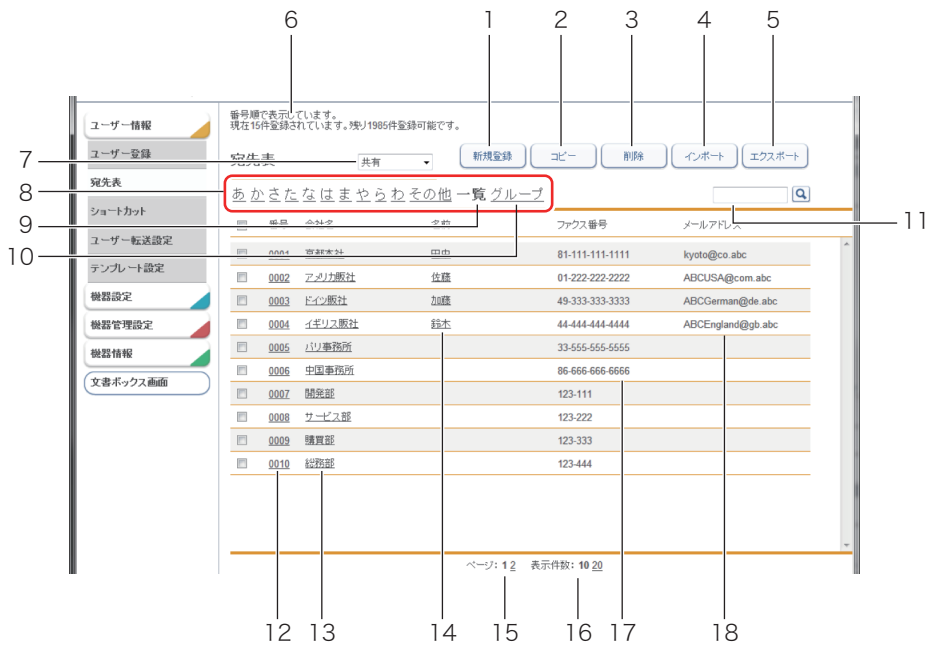 6 1 2 3 4 5
番号順で表示しています。
現在15件登録されています。残り1985件登録可能です。
ユーザー情報
ユーザー登録
宛先表
ショートカット
ユーザー転送設定
テンプレート設定
機器設定
機器管理設定
機器情報
文書ボックス画面
7
8
9
10
11
宛先表 共有 新規登録 コピー 削除 インポート エクスポート
あ か さ た な は ま や ら わ その他 一覧 グループ
番号 会社名 名前 ファクス番号 メールアドレス
0001 京都本社 田中 81-111-111-1111 kyoto@co.abc
0002 アメリカ販社 佐藤 01-222-222-2222 ABCUSA@com.abc
0003 ドイツ販社 加藤 49-333-333-3333 ABCGerman@de.abc
0004 イギリス販社 鈴木 44-444-444-4444 ABCEngland@gb.abc
0005 パリ事務所 33-555-555-5555
0006 中国事務所 86-666-666-6666
0007 開発部 123-111
0008 サービス部 123-222
0009 購買部 123-333
0010 総務部 123-444
ページ: 1 2 表示件数: 10 20
12 13 14 15 16 17 18